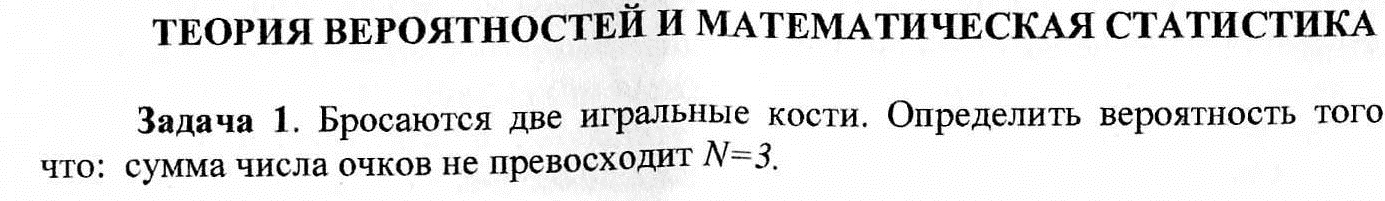 ТЕОРИЯ ВЕРОЯТНОСТЕЙ И МАТЕМАТИЧЕСКАЯ СТАТИСТИКА
Задача 1. Бросаются две игральные кости. Определить вероятность того
что: сумма числа очков не превосходит N=3.